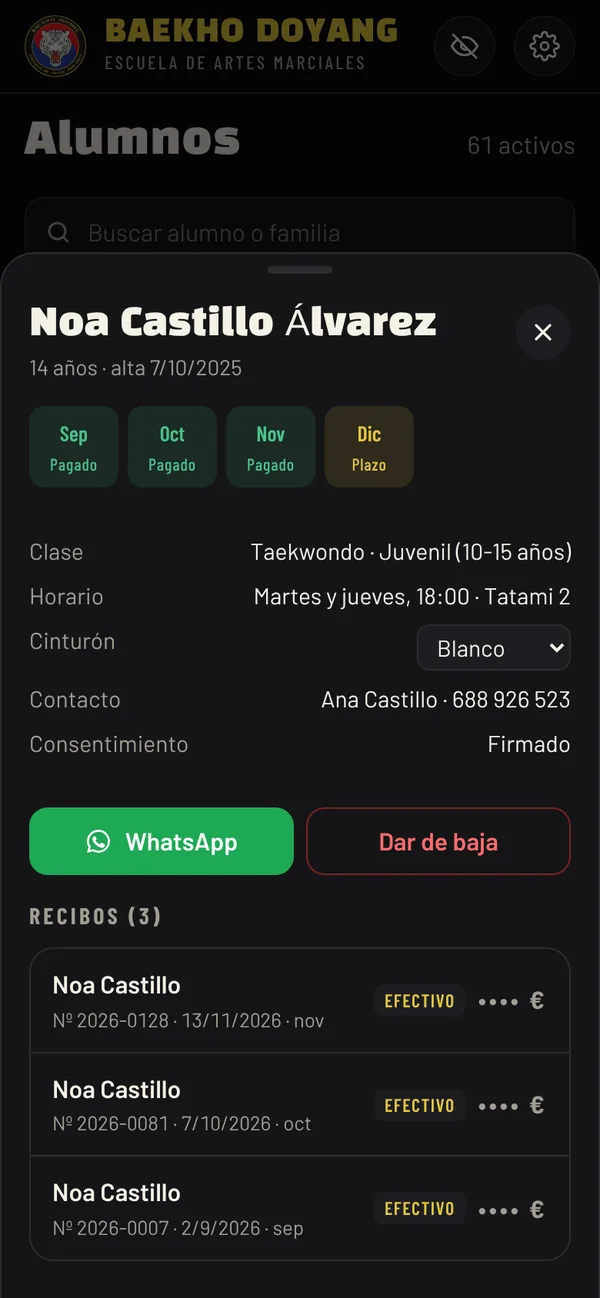 BAEKHO DOYANG
ESCUELA DE ARTES MARCIALES
Alumnos
61 activos
Buscar alumno o familia
Noa Castillo Álvarez
14 años · alta 7/10/2025
Sep
Pagado
Oct
Pagado
Nov
Pagado
Dic
Plazo
Clase
Taekwondo · Juvenil (10-15 años)
Horario
Martes y jueves, 18:00 · Tatami 2
Cinturón
Blanco
Contacto
Ana Castillo · 688 926 523
Consentimiento
Firmado
WhatsApp
Dar de baja
RECIBOS (3)
Noa Castillo
Nº 2026-0128 · 13/11/2026 · nov
EFECTIVO
•••• €
Noa Castillo
Nº 2026-0081 · 7/10/2026 · oct
EFECTIVO
•••• €
Noa Castillo
Nº 2026-0007 · 2/9/2026 · sep
EFECTIVO
•••• €